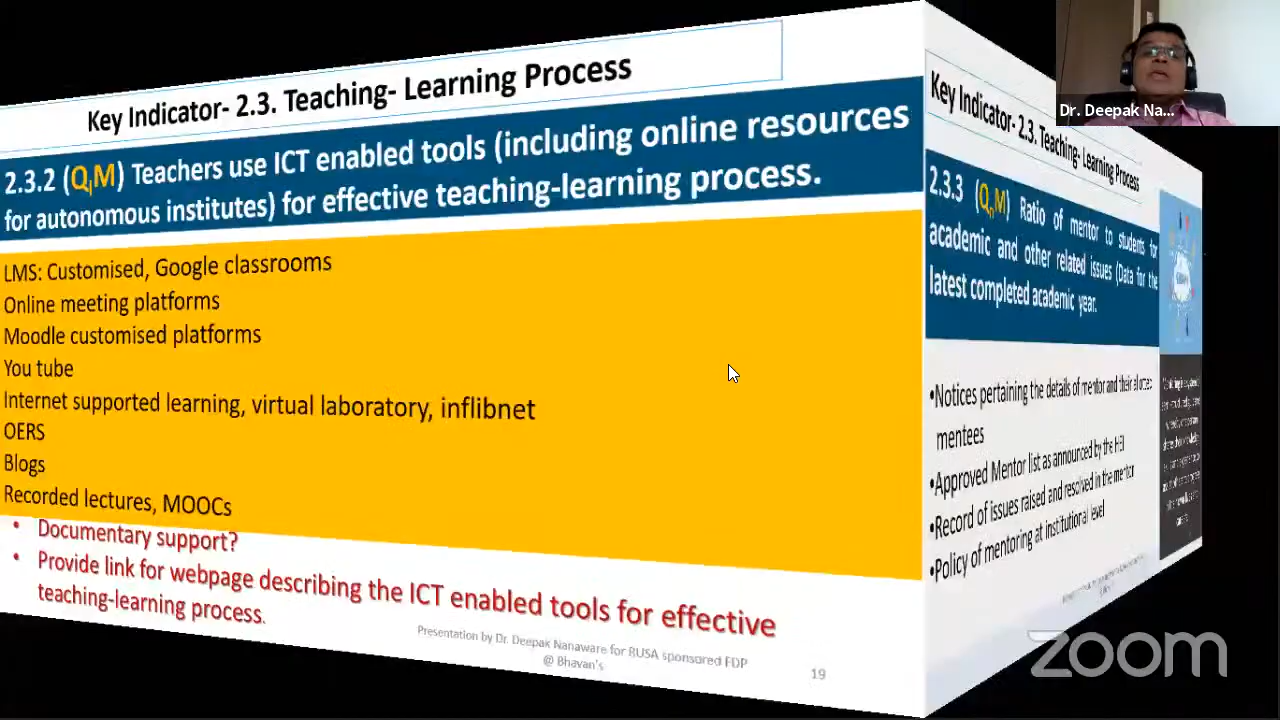 Key Indicator- 2.3. Teaching- Learning Process
2.3.2 (QlM) Teachers use ICT enabled tools (including online resources
for autonomous institutes) for effective teaching-learning process.
LMS: Customised, Google classrooms
Online meeting platforms
Moodle customised platforms
You tube
Internet supported learning, virtual laboratory, inflibnet
OERS
Blogs
Recorded lectures, MOOCs
• Documentary support?
• Provide link for webpage describing the ICT enabled tools for effective
teaching-learning process.
Presentation by Dr. Deepak Nanaware for RUSA sponsored FDP
@ Bhavan's
19
Key Indicator- 2.3. Teaching- Learning Process
2.3.3 (QnM) Ratio of mentor to students for
academic and other related issues (Data for the
latest completed academic year.
•Notices pertaining the details of mentor and their alloted
mentees
•Approved Mentor list as announced by the HEI
•Record of issues raised and resolved in the mentor
•Policy of mentoring at institutional level
Dr. Deepak Na...
zoom